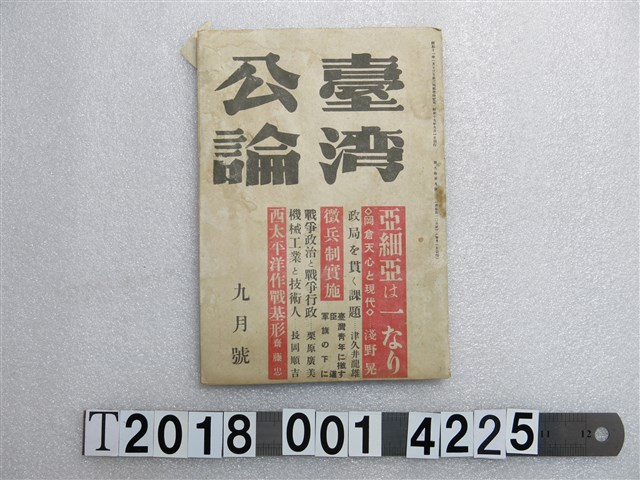 臺湾
公論
亞細亞は一なり
◇岡倉天心と現代◇
淺野晃
政局を貫く課題
津久井龍雄
徵兵制實施
臺灣青年に檄す
軍旗の下に
戰爭政治と戰爭行政
栗原廣美
機械工業と技術人
長岡順吉
西太平洋作戰基形
齋藤忠
九月號
T2018 001 4225
11 12